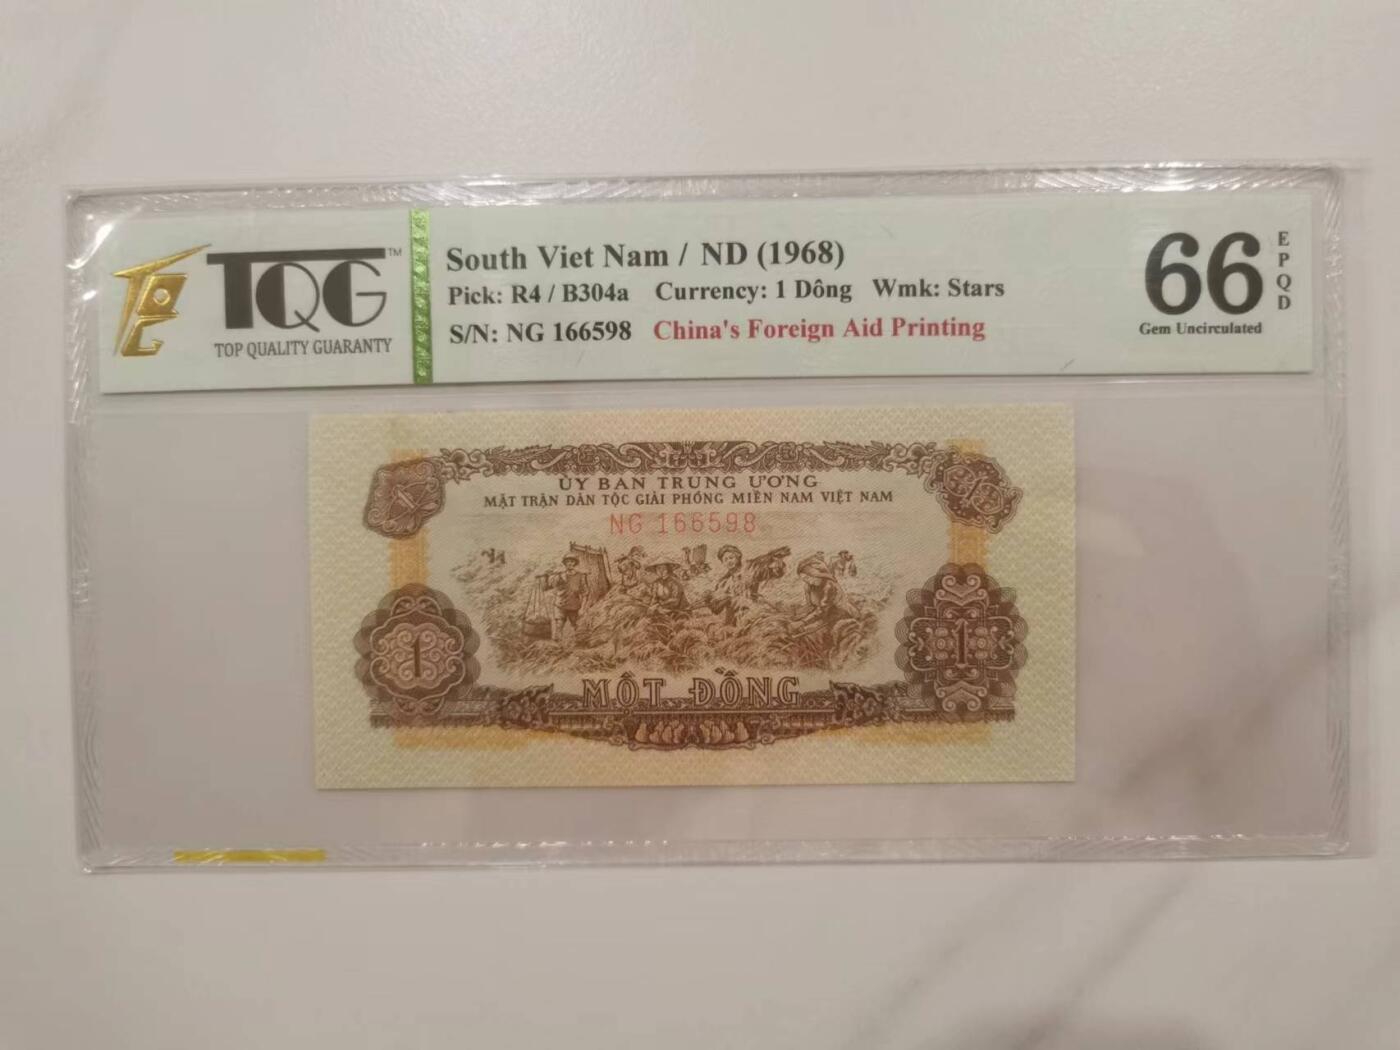 TQG™
TOP QUALITY GUARANTY
South Viet Nam / ND (1968)
Pick: R4 / B304a Currency: 1 Dông Wmk: Stars
S/N: NG 166598 China's Foreign Aid Printing
66
EPQD
Gem Uncirculated
ỦY BAN TRUNG ƯƠNG
MẶT TRẬN DÂN TỘC GIẢI PHÓNG MIỀN NAM VIỆT NAM
NG 166598
1
1
MỘT ĐỒNG